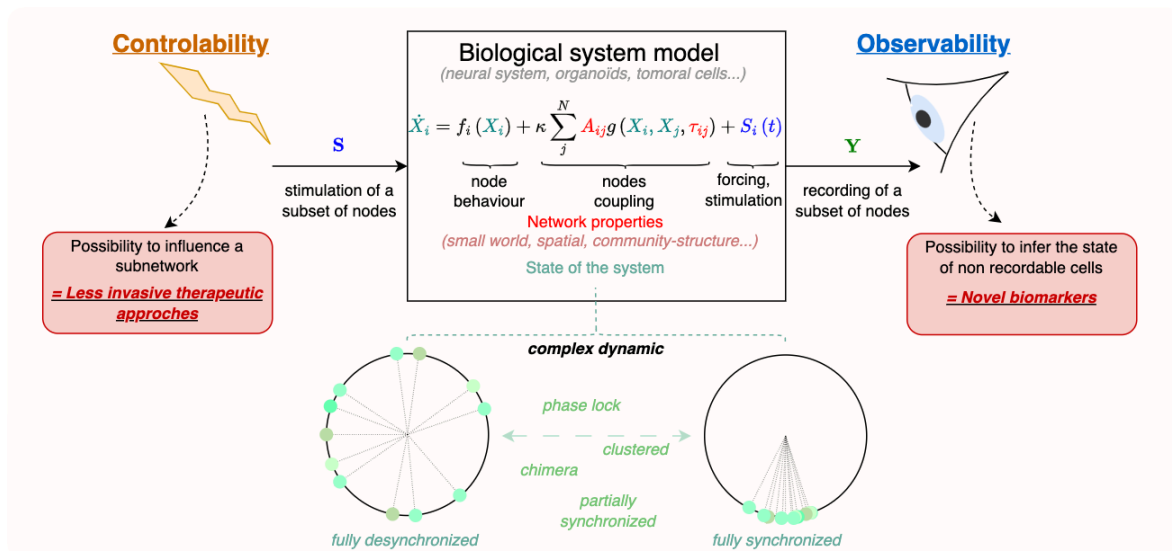 Controlability
Biological system model
Observability
(neural system, organoïds, tomoral cells...)
Ẋᵢ = fᵢ (Xᵢ) + κ ∑ⱼᴺ Aᵢⱼ g (Xᵢ, Xⱼ, τᵢⱼ) + Sᵢ (t)
S
Y
stimulation of a
subset of nodes
node
behaviour
nodes
coupling
forcing,
stimulation
recording of a
subset of nodes
Network properties
(small world, spatial, community-structure...)
State of the system
Possibility to influence a
subnetwork
= Less invasive therapeutic
approches
Possibility to infer the state
of non recordable cells
= Novel biomarkers
complex dynamic
phase lock
clustered
chimera
partially
synchronized
fully desynchronized
fully synchronized